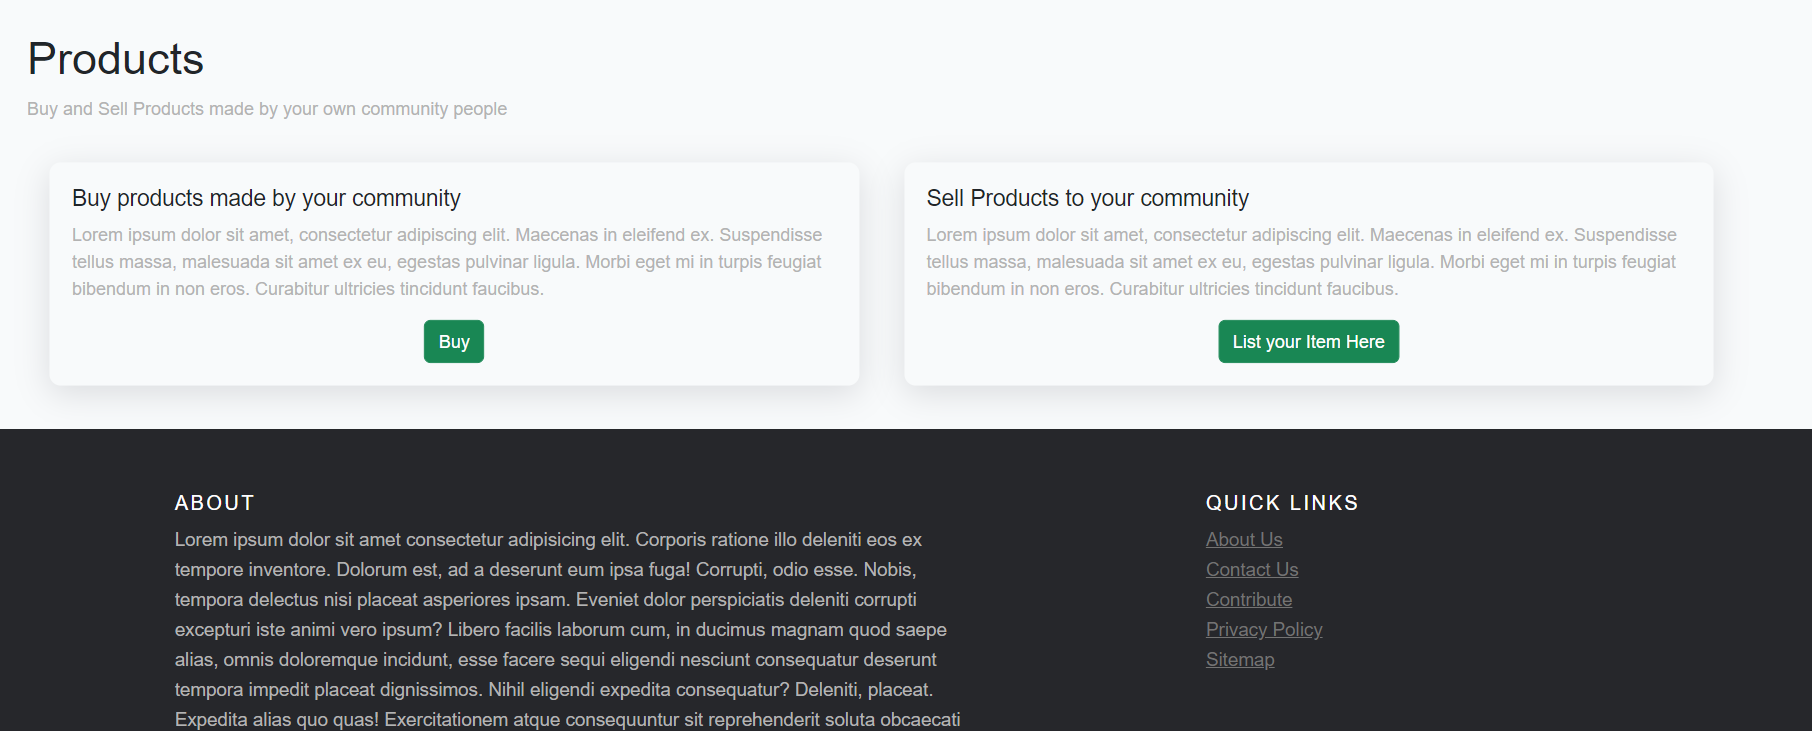 Products
Buy and Sell Products made by your own community people
Buy products made by your community
Lorem ipsum dolor sit amet, consectetur adipiscing elit. Maecenas in eleifend ex. Suspendisse
tellus massa, malesuada sit amet ex eu, egestas pulvinar ligula. Morbi eget mi in turpis feugiat
bibendum in non eros. Curabitur ultricies tincidunt faucibus.
Buy
Sell Products to your community
Lorem ipsum dolor sit amet, consectetur adipiscing elit. Maecenas in eleifend ex. Suspendisse
tellus massa, malesuada sit amet ex eu, egestas pulvinar ligula. Morbi eget mi in turpis feugiat
bibendum in non eros. Curabitur ultricies tincidunt faucibus.
List your Item Here
ABOUT
Lorem ipsum dolor sit amet consectetur adipisicing elit. Corporis ratione illo deleniti eos ex
tempore inventore. Dolorum est, ad a deserunt eum ipsa fuga! Corrupti, odio esse. Nobis,
tempora delectus nisi placeat asperiores ipsam. Eveniet dolor perspiciatis deleniti corrupti
excepturi iste animi vero ipsum? Libero facilis laborum cum, in ducimus magnam quod saepe
alias, omnis doloremque incidunt, esse facere sequi eligendi nesciunt consequatur deserunt
tempora impedit placeat dignissimos. Nihil eligendi expedita consequatur? Deleniti, placeat.
Expedita alias quo quas! Exercitationem atque consequuntur sit reprehenderit soluta obcaecati
QUICK LINKS
About Us
Contact Us
Contribute
Privacy Policy
Sitemap